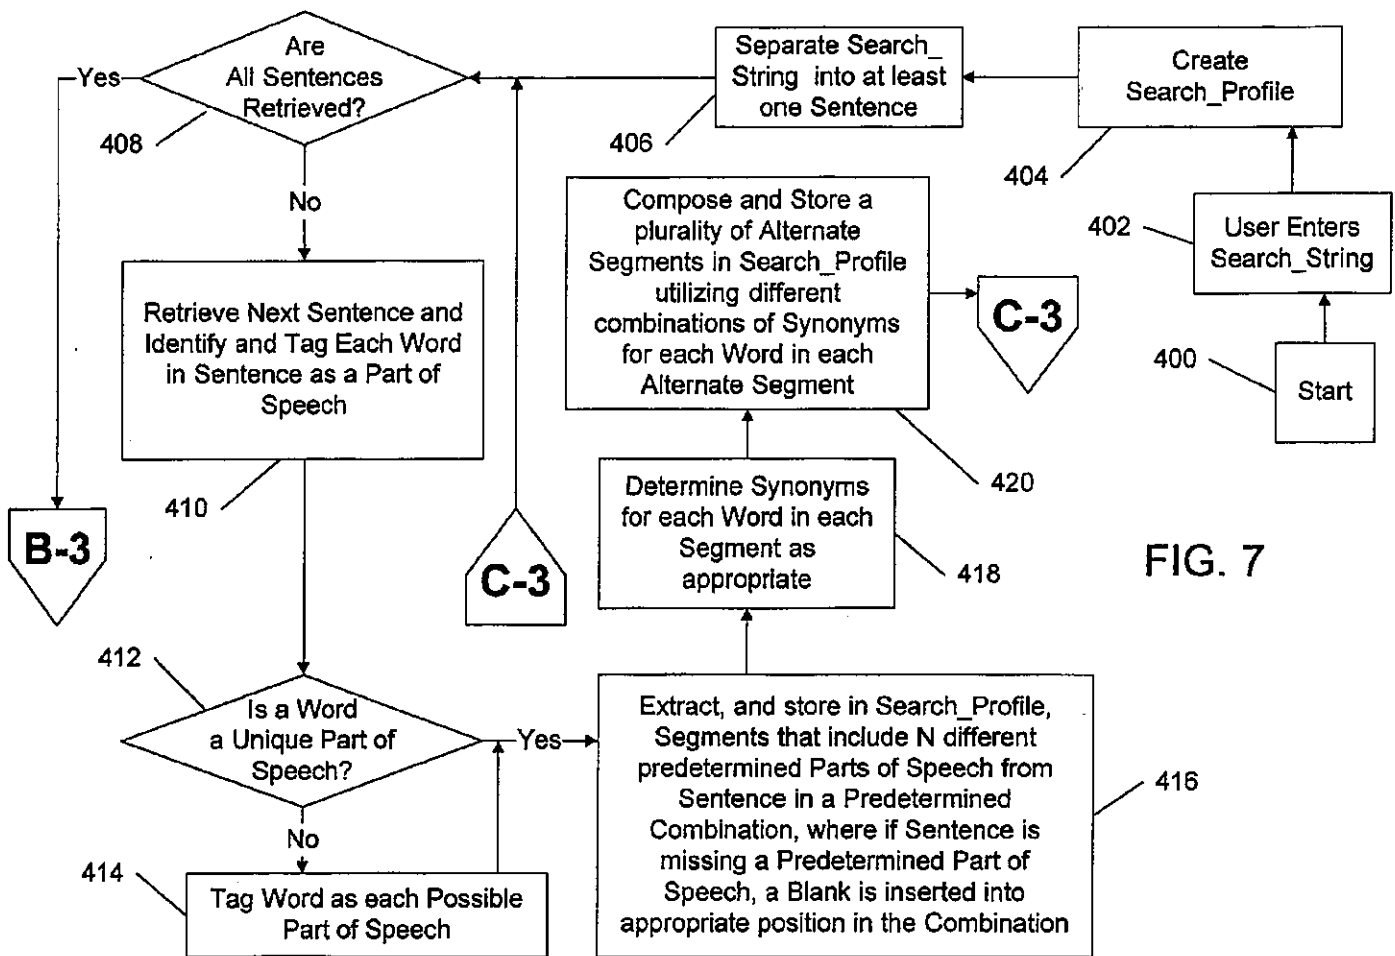 Are
All Sentences
Retrieved?
Yes
408
No
Separate Search_
String into at least
one Sentence
406
Create
Search_Profile
404
402
User Enters
Search_String
400
Start
Compose and Store a
plurality of Alternate
Segments in Search_Profile
utilizing different
combinations of Synonyms
for each Word in each
Alternate Segment
420
C-3
Retrieve Next Sentence and
Identify and Tag Each Word
in Sentence as a Part of
Speech
410
B-3
C-3
Determine Synonyms
for each Word in each
Segment as
appropriate
418
FIG. 7
412
Is a Word
a Unique Part of
Speech?
Yes
No
414
Tag Word as each Possible
Part of Speech
Extract, and store in Search_Profile,
Segments that include N different
predetermined Parts of Speech from
Sentence in a Predetermined
Combination, where if Sentence is
missing a Predetermined Part of
Speech, a Blank is inserted into
appropriate position in the Combination
416